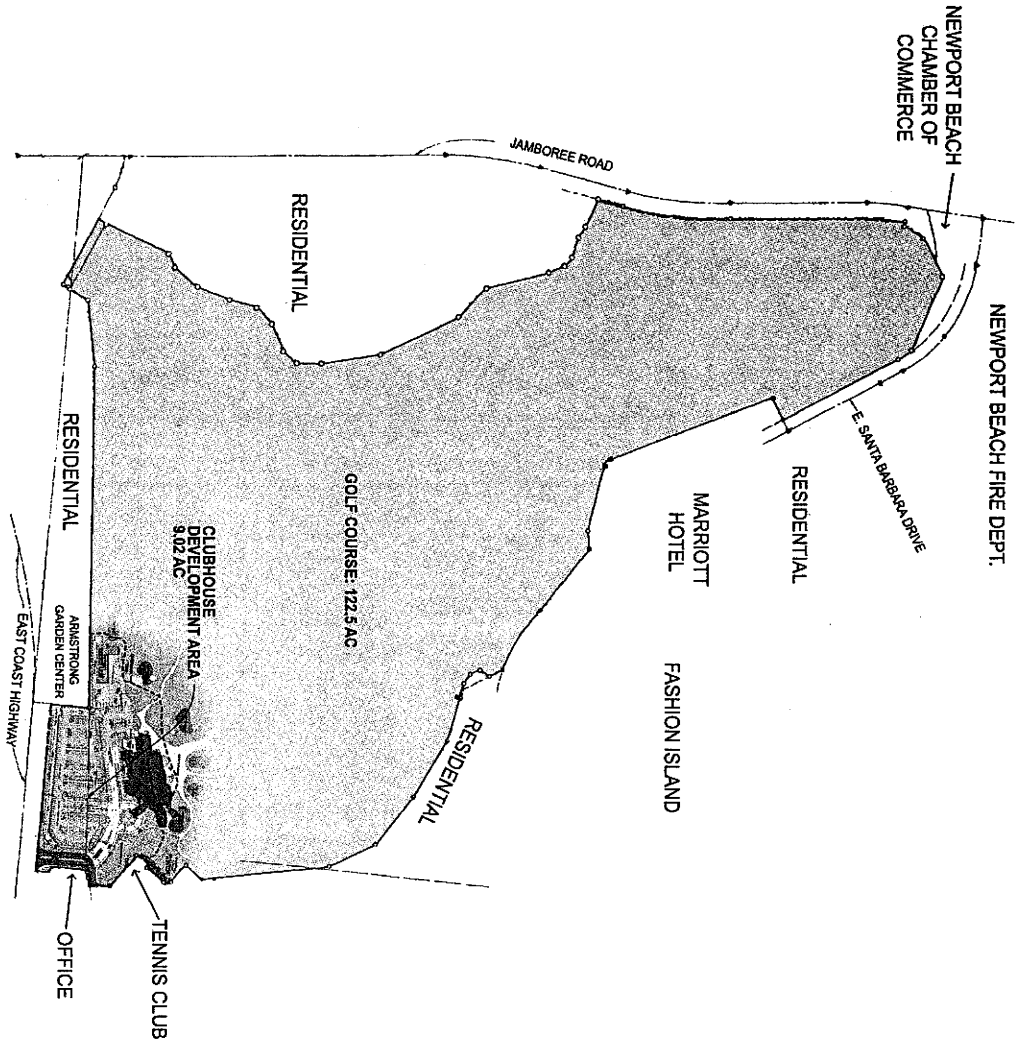 NEWPORT BEACH
CHAMBER OF
COMMERCE
NEWPORT BEACH FIRE DEPT.
JAMBOREE ROAD
E. SANTA BARBARA DRIVE
RESIDENTIAL
RESIDENTIAL
MARRIOTT
HOTEL
FASHION ISLAND
GOLF COURSE: 122.5 AC
RESIDENTIAL
RESIDENTIAL
CLUBHOUSE
DEVELOPMENT AREA
9.02 AC
ARMSTRONG
GARDEN CENTER
EAST COAST HIGHWAY
TENNIS CLUB
OFFICE